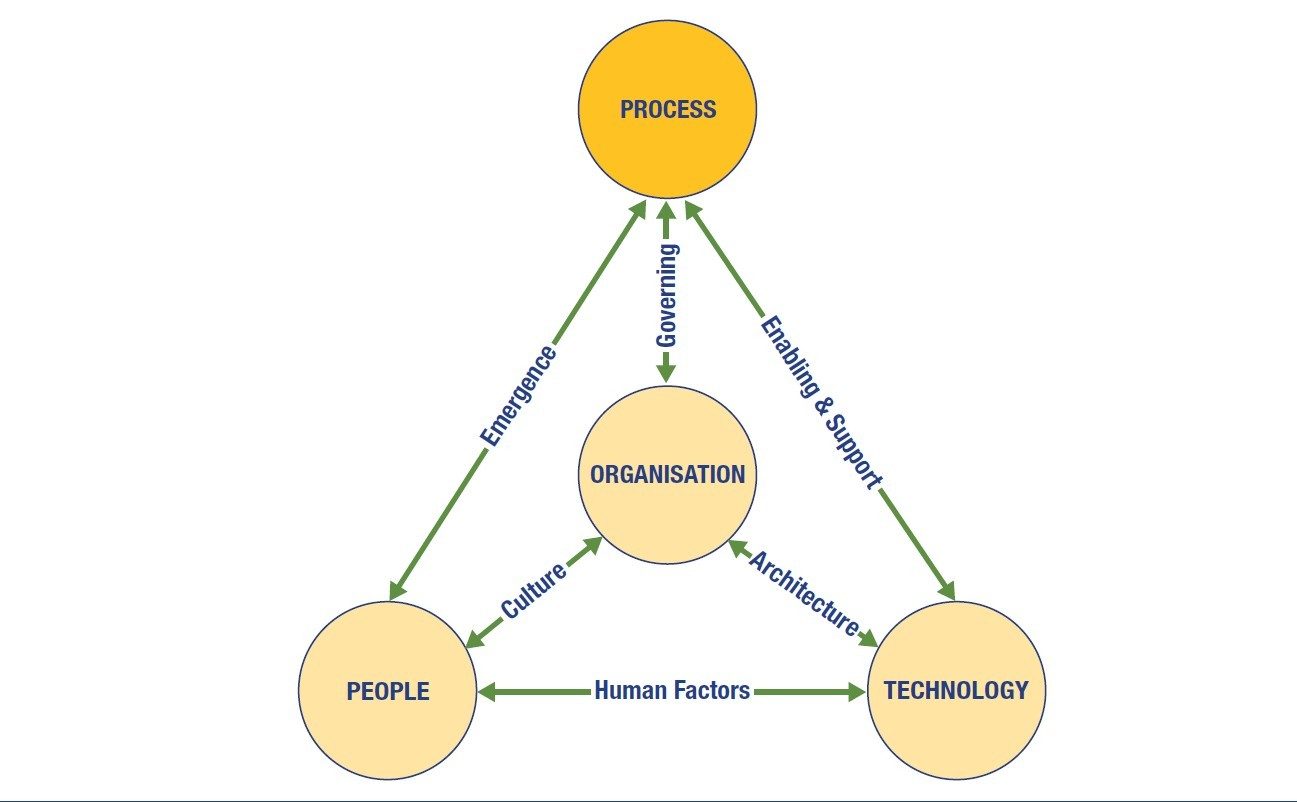 PROCESS
Governing
Emergence
Enabling & Support
ORGANISATION
Culture
Architecture
PEOPLE
Human Factors
TECHNOLOGY